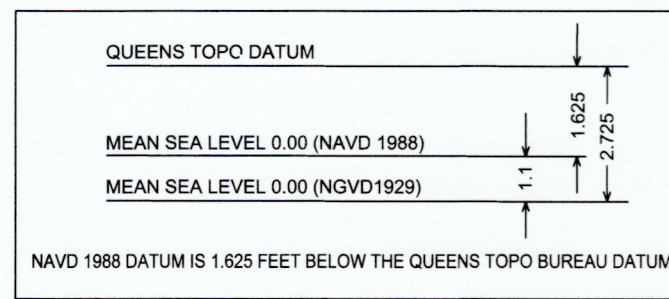 QUEENS TOPO DATUM
1.625
2.725
MEAN SEA LEVEL 0.00 (NAVD 1988)
1.1
MEAN SEA LEVEL 0.00 (NGVD1929)
NAVD 1988 DATUM IS 1.625 FEET BELOW THE QUEENS TOPO BUREAU DATUM